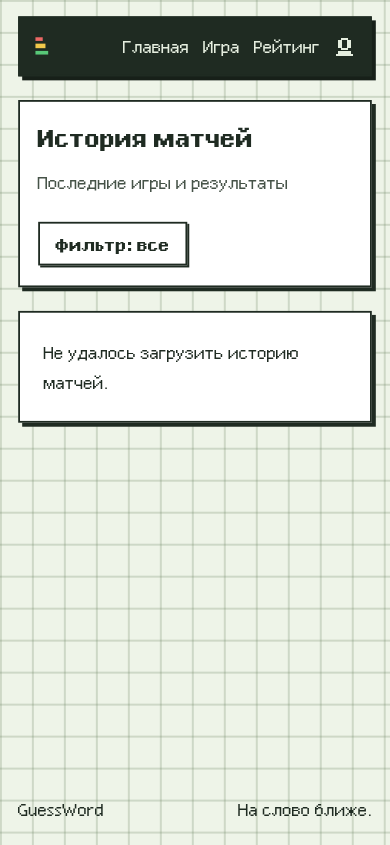 Главная Игра Рейтинг
История матчей
Последние игры и результаты
Фильтр: все
Не удалось загрузить историю
матчей.
GuessWord На слово ближе.